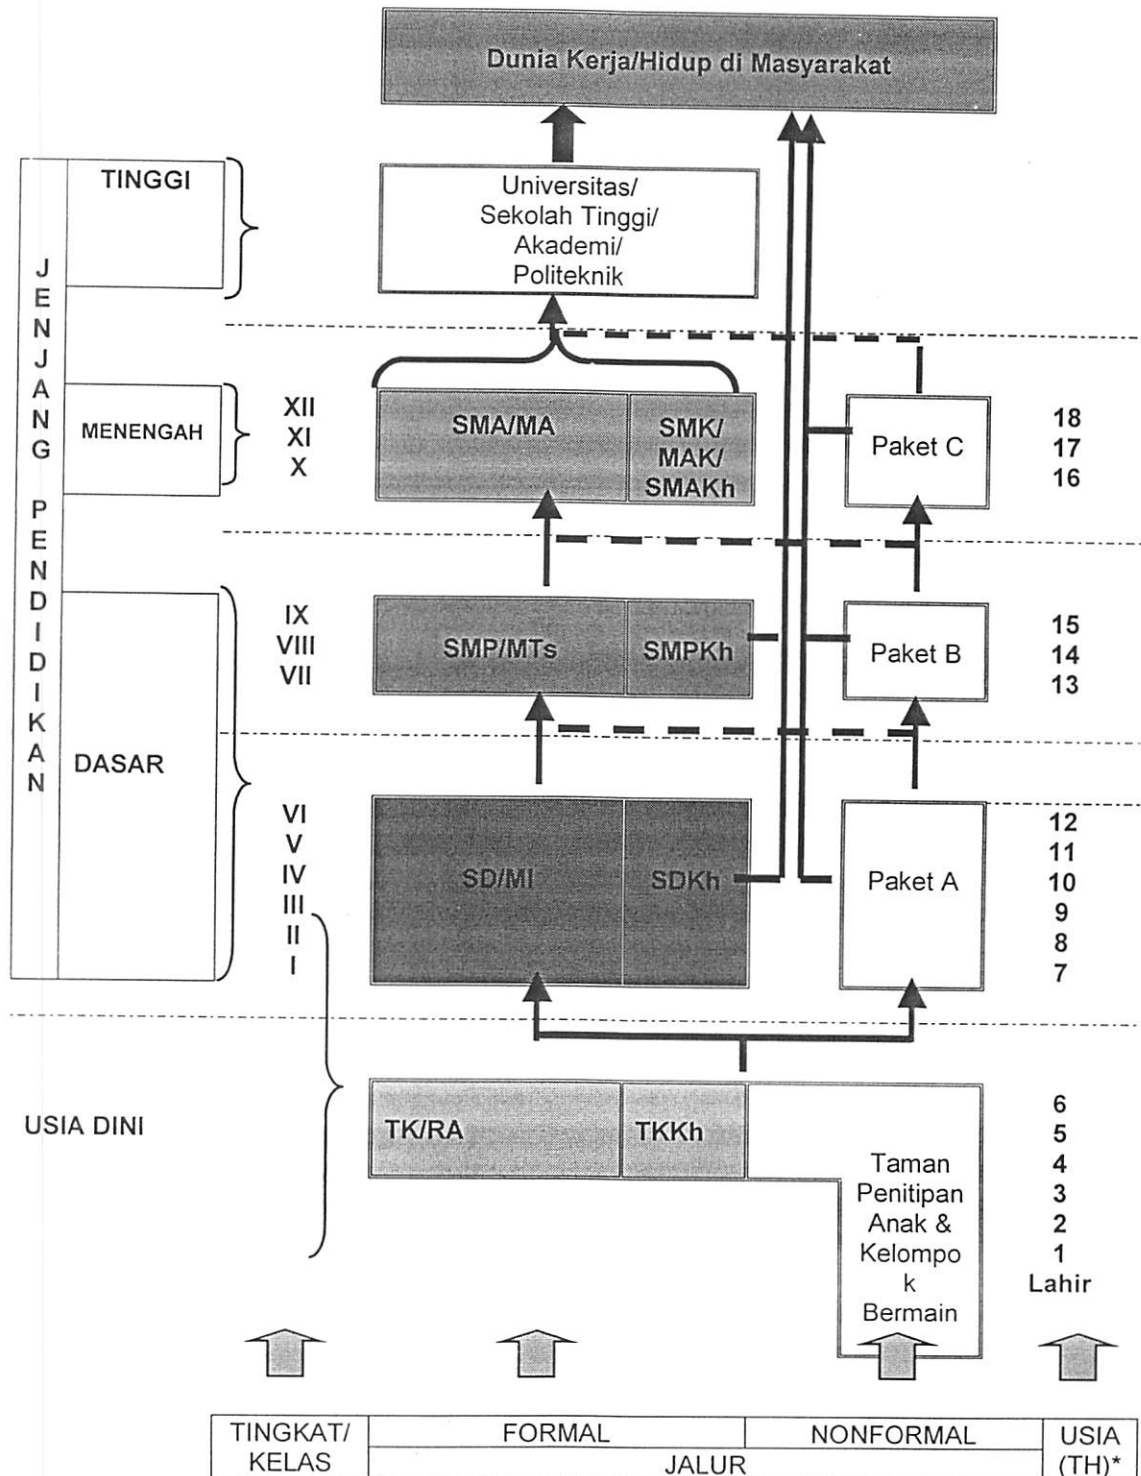 Dunia Kerja/Hidup di Masyarakat
JENJANG PENDIDIKAN
TINGGI
Universitas/
Sekolah Tinggi/
Akademi/
Politeknik
MENENGAH
XII
XI
X
SMA/MA
SMK/
MAK/
SMAKh
Paket C
18
17
16
DASAR
IX
VIII
VII
SMP/MTs
SMPKh
Paket B
15
14
13
VI
V
IV
III
II
I
SD/MI
SDKh
Paket A
12
11
10
9
8
7
USIA DINI
TK/RA
TKKh
Taman
Penitipan
Anak &
Kelompo
k
Bermain
6
5
4
3
2
1
Lahir
TINGKAT/
KELAS
FORMAL
NONFORMAL
JALUR
USIA
(TH)*